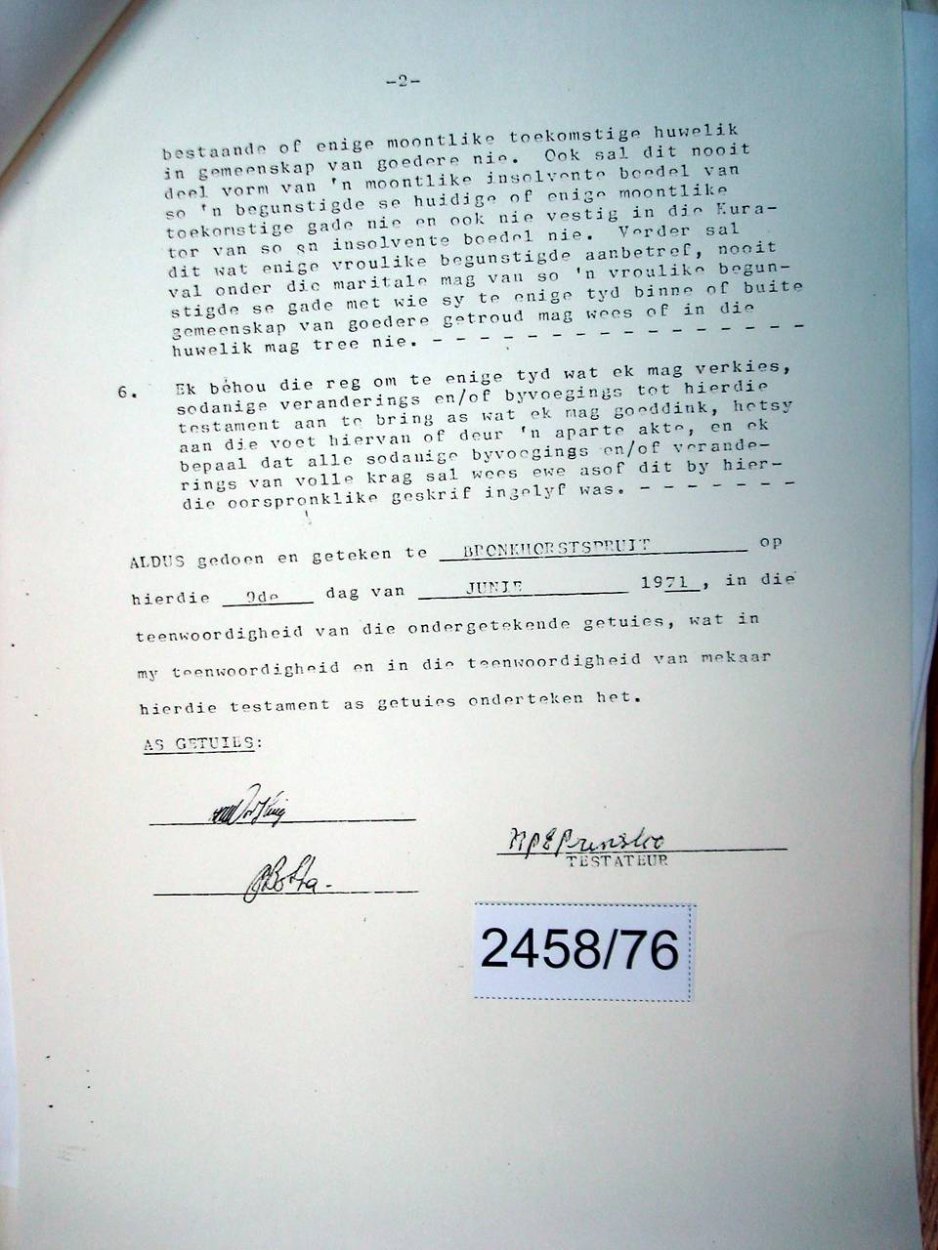 -2-
bestaande of enige moontlike toekomstige huwelik
in gemeenskap van goedere nie. Ook sal dit nooit
deel vorm van 'n moontlike insolvente boedel van
so 'n begunstigde se huidige of enige moontlike
toekomstige gade nie en ook nie vestig in die Kura-
tor van so en insolvente boedel nie. Verder sal
dit wat enige vroulike begunstigde aanbetref, nooit
val onder die maritale mag van so 'n vroulike begun-
stigde se gade met wie sy te enige tyd binne of buite
gemeenskap van goedere getroud mag wees of in die
huwelik mag tree nie. - - - - - - - - - - - - - - -
6. Ek behou die reg om te enige tyd wat ek mag verkies,
sodanige veranderings en/of byvoegings tot hierdie
testament aan te bring as wat ek mag goeddink, hetsy
aan die voet hiervan of deur 'n aparte akte, en ek
bepaal dat alle sodanige byvoegings en/of verande-
rings van volle krag sal wees ewe asof dit by hier-
die oorspronklike geskrif ingelyf was. - - - - - - -
ALDUS gedoen en geteken te BRONKHORSTSPRUIT op
hierdie 9de dag van JUNIE 1971, in die
teenwoordigheid van die ondergetekende getuies, wat in
my teenwoordigheid en in die teenwoordigheid van mekaar
hierdie testament as getuies onderteken het.
AS GETUIES:
Prinsloo
TESTATEUR
Botha
2458/76